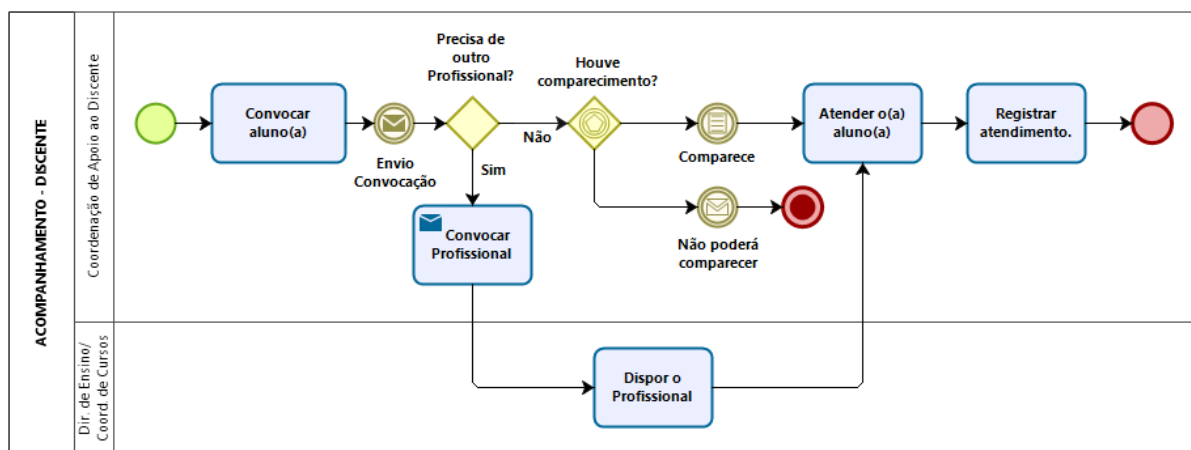 ACOMPANHAMENTO - DISCENTE
Coordenação de Apoio ao Discente
Precisa de
outro
Profissional?
Houve
comparecimento?
Convocar
aluno(a)
Envio
Convocação
Não
Sim
Comparece
Atender o(a)
aluno(a)
Registrar
atendimento.
Convocar
Profissional
Não poderá
comparecer
Dir. de Ensino/
Coord. de Cursos
Dispor o
Profissional